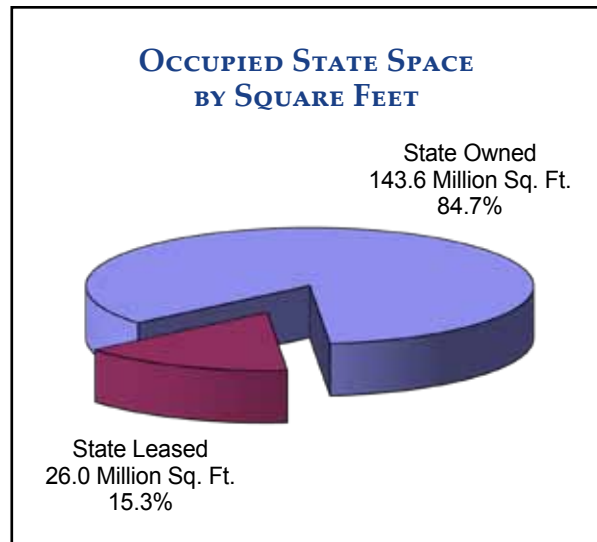 Occupied State Space
by Square Feet
State Owned
143.6 Million Sq. Ft.
84.7%
State Leased
26.0 Million Sq. Ft.
15.3%